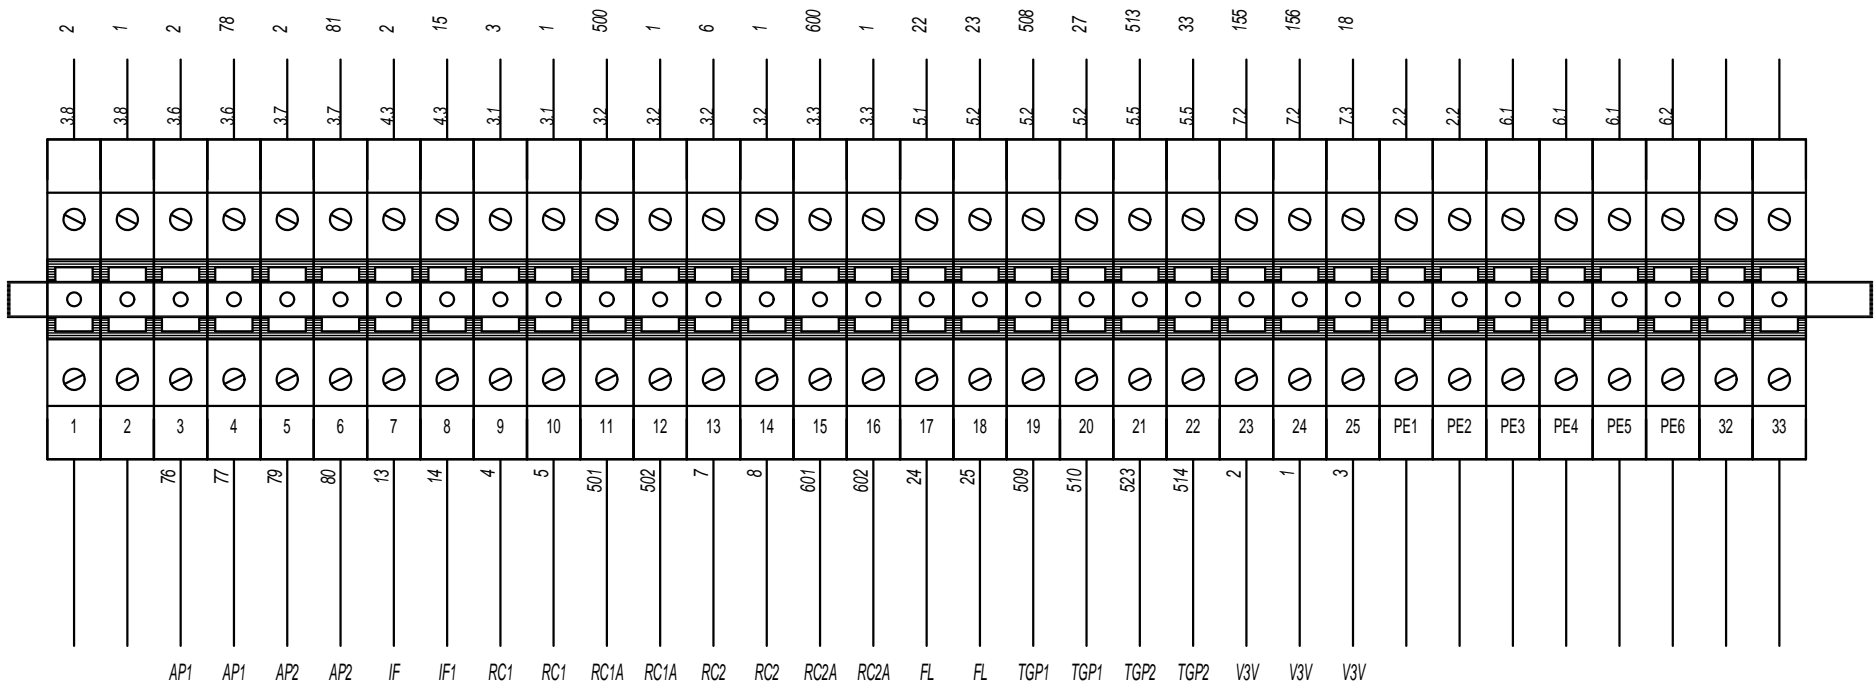 2 1 2 78 2 81 2 15 3 1 500 1 6 1 600 1 22 23 508 27 513 33 155 156 18
3.8 3.8 3.6 3.6 3.7 3.7 4.3 4.3 3.1 3.1 3.2 3.2 3.2 3.2 3.3 3.3 5.1 5.2 5.2 5.2 5.5 5.5 7.2 7.2 7.3 2.2 2.2 6.1 6.1 6.1 6.2
1 2 3 4 5 6 7 8 9 10 11 12 13 14 15 16 17 18 19 20 21 22 23 24 25 PE1 PE2 PE3 PE4 PE5 PE6 32 33
76 77 79 80 13 14 4 5 501 502 7 8 601 602 24 25 509 510 523 514 2 1 3
AP1 AP1 AP2 AP2 IF IF1 RC1 RC1 RC1A RC1A RC2 RC2 RC2A RC2A FL FL TGP1 TGP1 TGP2 TGP2 V3V V3V V3V